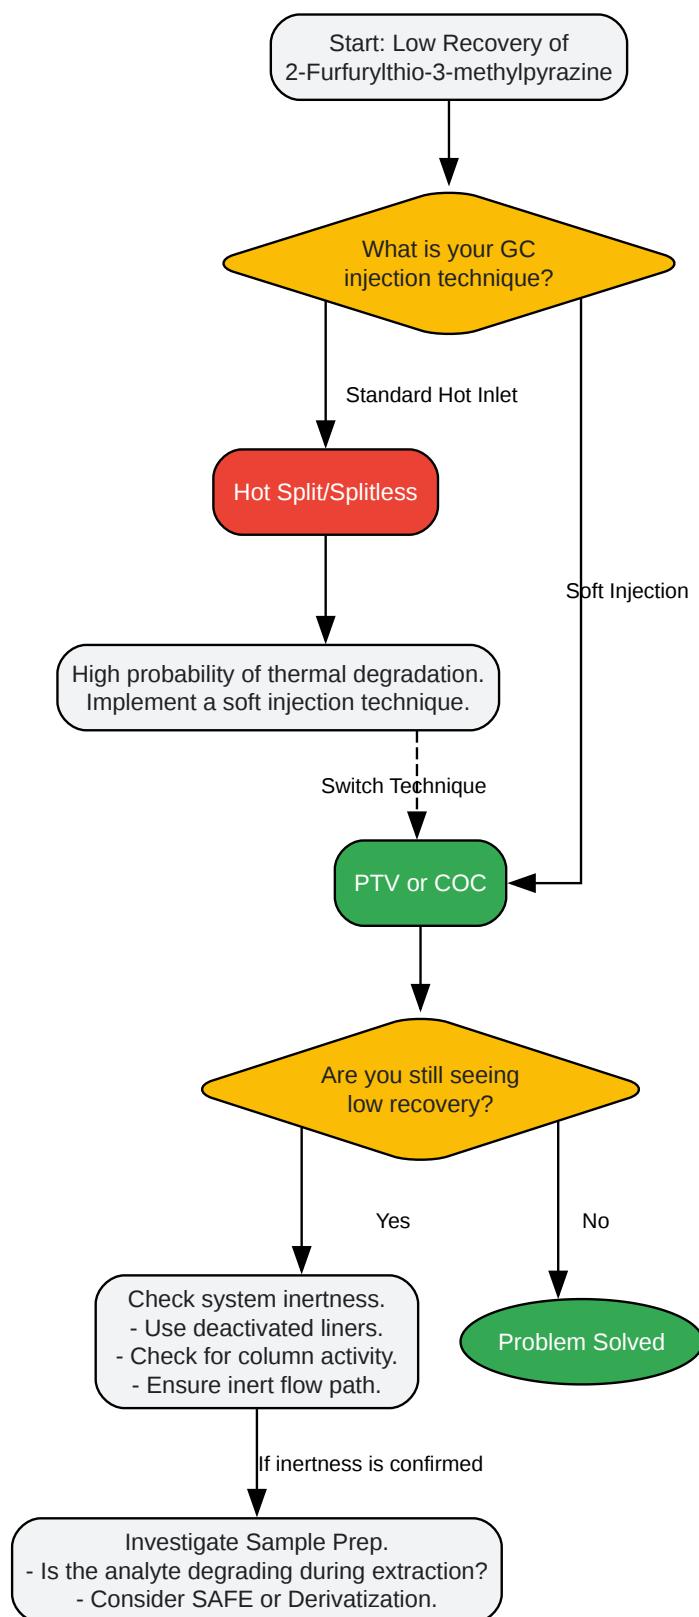 Start: Low Recovery of
2-Furfurylthio-3-methylpyrazine
What is your GC
injection technique?
Standard Hot Inlet
Hot Split/Splitless
Soft Injection
High probability of thermal degradation.
Implement a soft injection technique.
Switch Technique
PTV or COC
Are you still seeing
low recovery?
Yes
No
Check system inertness.
- Use deactivated liners.
- Check for column activity.
- Ensure inert flow path.
Problem Solved
If inertness is confirmed
Investigate Sample Prep.
- Is the analyte degrading during extraction?
- Consider SAFE or Derivatization.